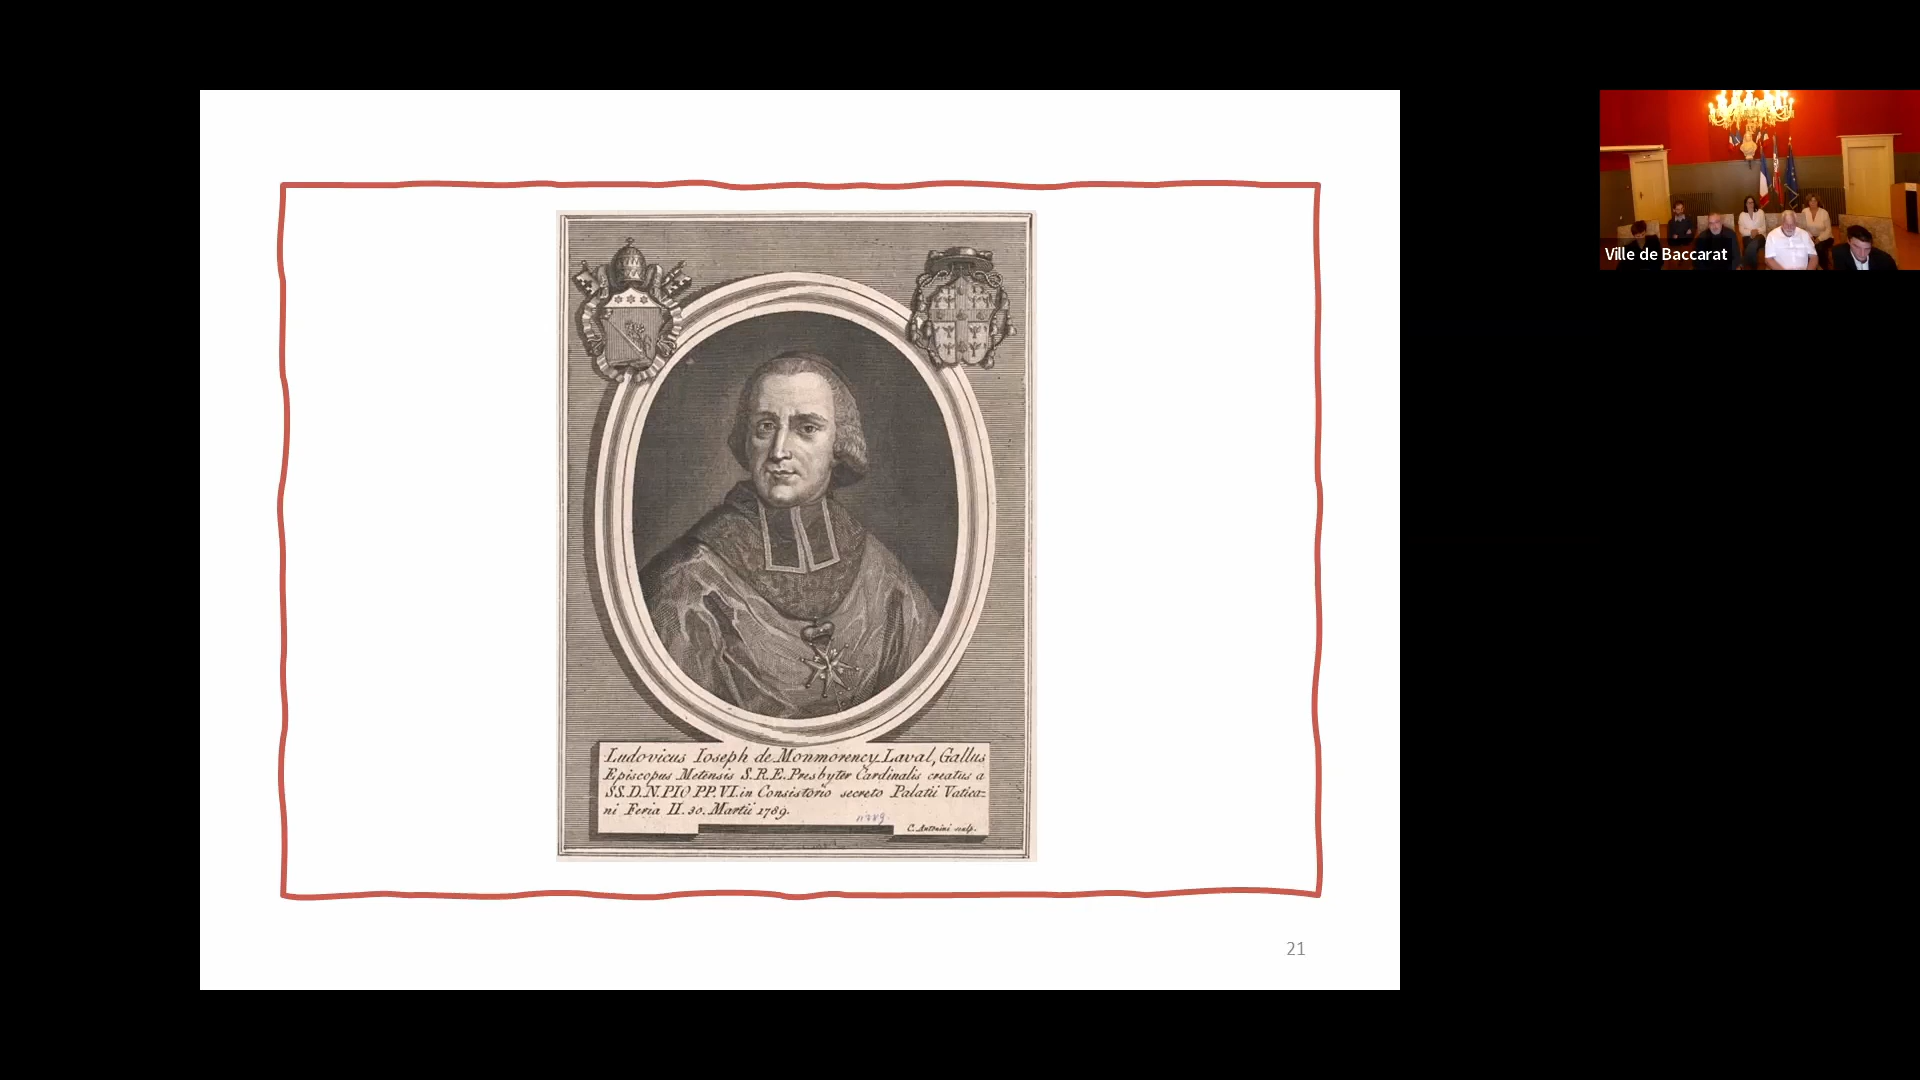 Ville de Baccarat
Ludovicus Ioseph de Monmorency Laval, Gallus
Episcopus Metensis S.R.E. Presbyter Cardinalis creatus a
SS.D.N. PIO PP. VI. in Consistorio secreto Palatii Vatica=
ni Feria II. 30. Martii 1789.
C. Antonini sculp.
21